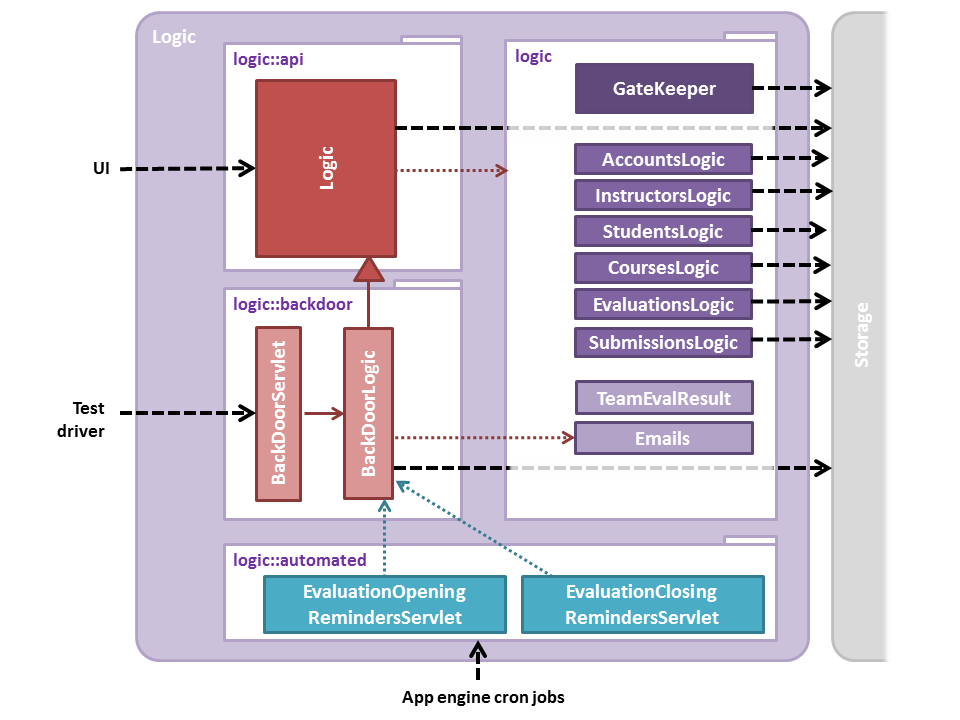 Logic
logic::api
logic
GateKeeper
Logic
UI
AccountsLogic
InstructorsLogic
StudentsLogic
CoursesLogic
EvaluationsLogic
SubmissionsLogic
Storage
logic::backdoor
BackDoorServlet
BackDoorLogic
Test
driver
TeamEvalResult
Emails
logic::automated
EvaluationOpening
RemindersServlet
EvaluationClosing
RemindersServlet
App engine cron jobs